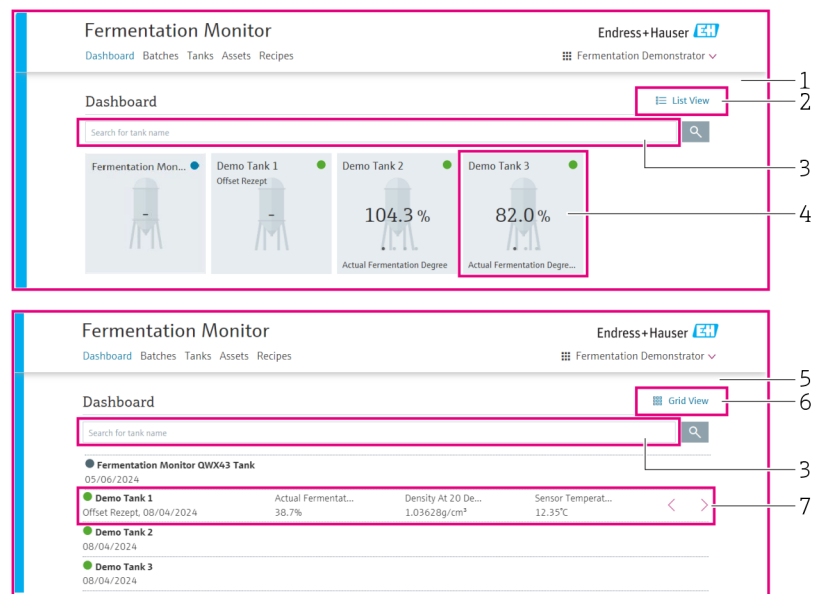 Fermentation Monitor
Endress+Hauser EH
Dashboard Batches Tanks Assets Recipes
Fermentation Demonstrator
1
Dashboard
List View
2
Search for tank name
3
Fermentation Mon...
-
Demo Tank 1
Offset Rezept
-
Demo Tank 2
104.3 %
Actual Fermentation Degree
Demo Tank 3
82.0 %
Actual Fermentation Degre...
4
Fermentation Monitor
Endress+Hauser EH
Dashboard Batches Tanks Assets Recipes
Fermentation Demonstrator
5
Dashboard
Grid View
6
Search for tank name
3
Fermentation Monitor QWX43 Tank
05/06/2024
Demo Tank 1 Actual Fermentat... Density At 20 De... Sensor Temperat...
Offset Rezept, 08/04/2024 38.7% 1.03628g/cm³ 12.35°C
7
Demo Tank 2
08/04/2024
Demo Tank 3
08/04/2024